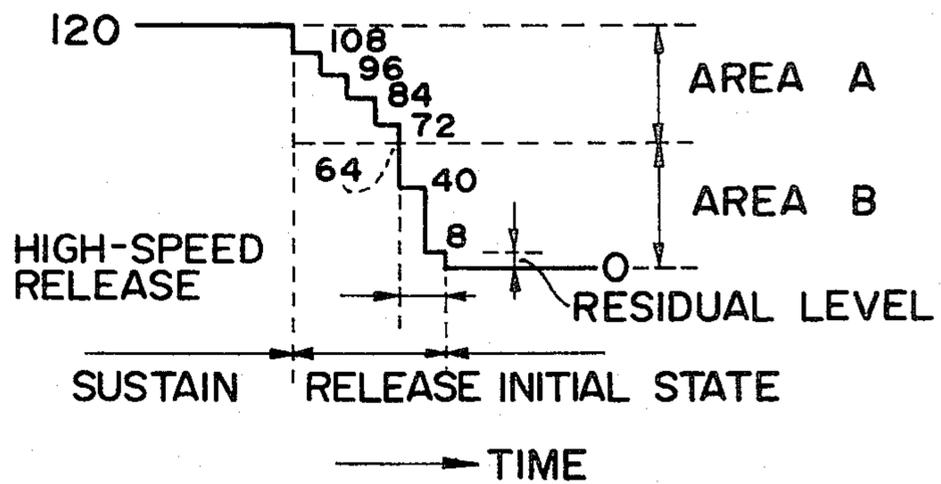 120
108
96
84
72
64
40
8
0
AREA A
AREA B
HIGH-SPEED
RELEASE
RESIDUAL LEVEL
SUSTAIN
RELEASE
INITIAL STATE
TIME